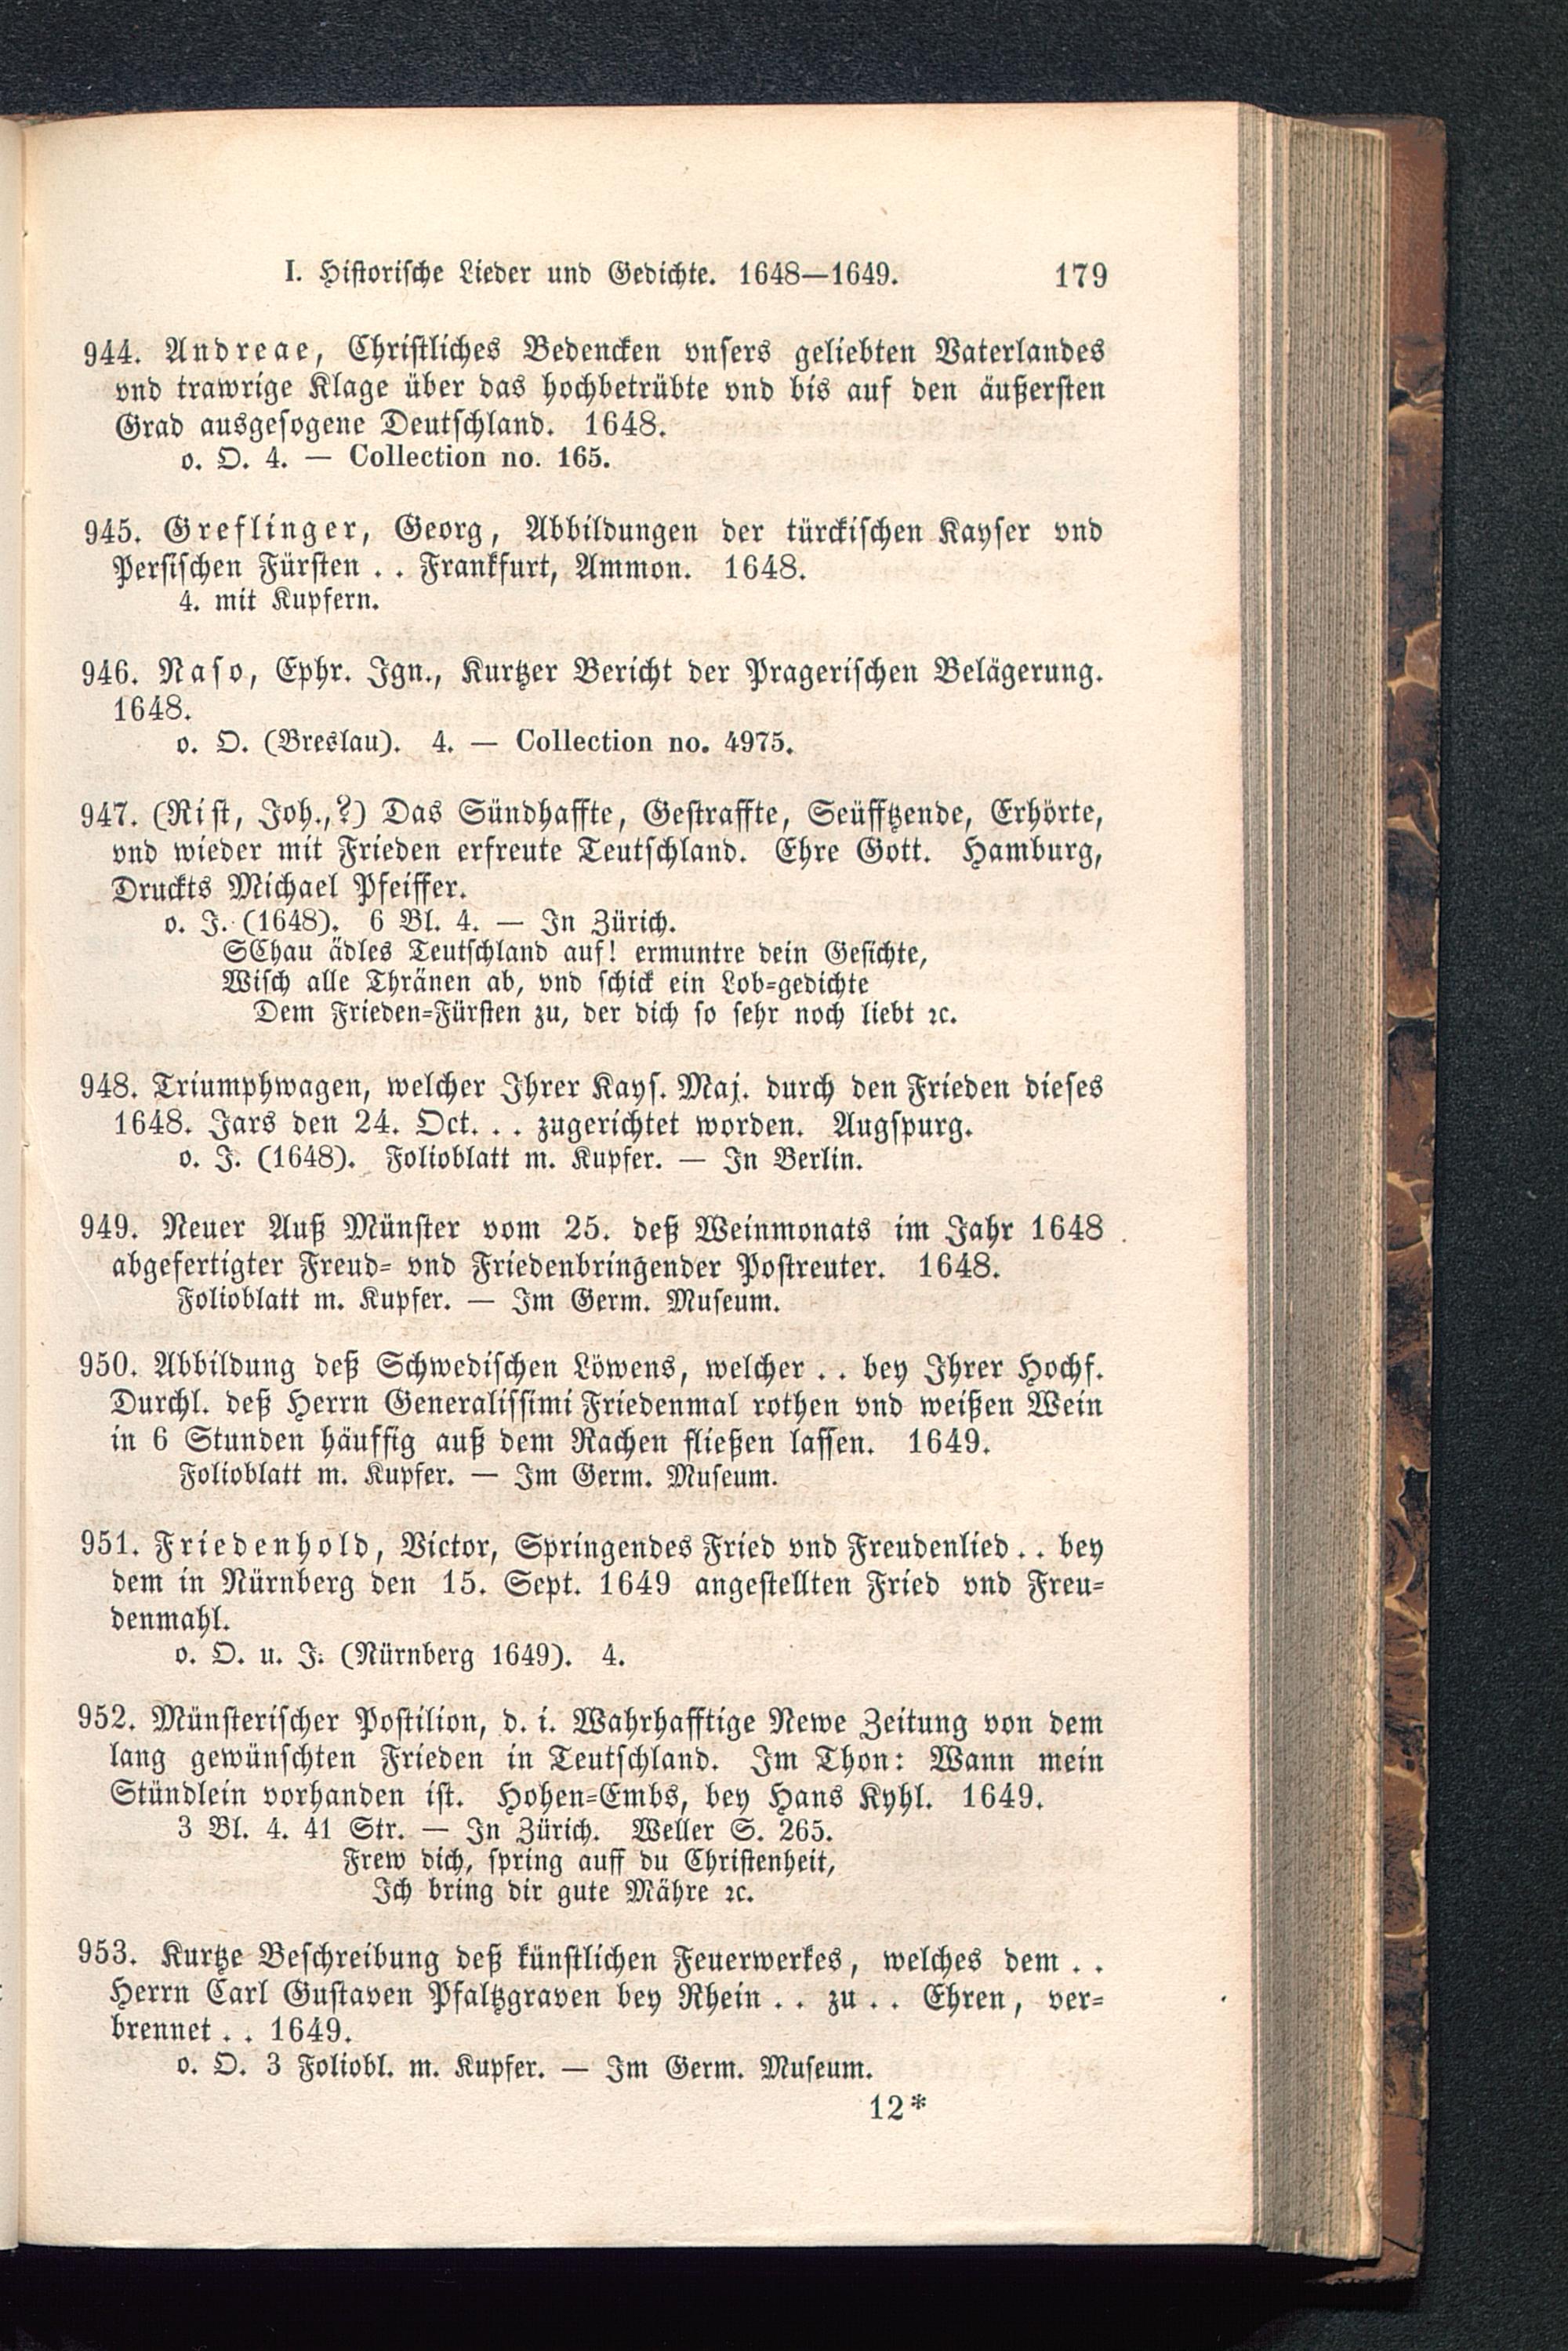 I. Historische Lieder und Gedichte. 1648—1649. 179
944. Andreae, Christliches Bedencken vnsers geliebten Vaterlandes
vnd trawrige Klage über das hochbetrübte vnd bis auf den äußersten
Grad ausgesogene Deutschland. 1648.
o. O. 4. — Collection no. 165.
945. Greflinger, Georg, Abbildungen der türckischen Kayser vnd
Persischen Fürsten . . Frankfurt, Ammon. 1648.
4. mit Kupfern.
946. Naso, Ephr. Ign., Kurtzer Bericht der Pragerischen Belägerung.
1648.
o. O. (Breslau). 4. — Collection no. 4975.
947. (Rist, Joh.,?) Das Sündhaffte, Gestraffte, Seüfftzende, Erhörte,
vnd wieder mit Frieden erfreute Teutschland. Ehre Gott. Hamburg,
Druckts Michael Pfeiffer.
o. J. (1648). 6 Bl. 4. — In Zürich.
SChau ädles Teutschland auf! ermuntre dein Gesichte,
Wisch alle Thränen ab, vnd schick ein Lob-gedichte
Dem Frieden-Fürsten zu, der dich so sehr noch liebt ꝛc.
948. Triumphwagen, welcher Ihrer Kays. Maj. durch den Frieden dieses
1648. Jars den 24. Oct. . . zugerichtet worden. Augspurg.
o. J. (1648). Folioblatt m. Kupfer. — In Berlin.
949. Neuer Auß Münster vom 25. deß Weinmonats im Jahr 1648
abgefertigter Freud- vnd Friedenbringender Postreuter. 1648.
Folioblatt m. Kupfer. — Im Germ. Museum.
950. Abbildung deß Schwedischen Löwens, welcher . . bey Ihrer Hochf.
Durchl. deß Herrn Generalissimi Friedenmal rothen vnd weißen Wein
in 6 Stunden häuffig auß dem Rachen fließen lassen. 1649.
Folioblatt m. Kupfer. — Im Germ. Museum.
951. Friedenhold, Victor, Springendes Fried vnd Freudenlied . . bey
dem in Nürnberg den 15. Sept. 1649 angestellten Fried vnd Freu-
denmahl.
o. O. u. J. (Nürnberg 1649). 4.
952. Münsterischer Postilion, d. i. Wahrhafftige Newe Zeitung von dem
lang gewünschten Frieden in Teutschland. Im Thon: Wann mein
Stündlein vorhanden ist. Hohen-Embs, bey Hans Kyhl. 1649.
3 Bl. 4. 41 Str. — In Zürich. Weller S. 265.
Frew dich, spring auff du Christenheit,
Ich bring dir gute Mähre ꝛc.
953. Kurtze Beschreibung deß künstlichen Feuerwerkes, welches dem . .
Herrn Carl Gustaven Pfaltzgraven bey Rhein . . zu . . Ehren, ver-
brennet . . 1649.
o. O. 3 Foliobl. m. Kupfer. — Im Germ. Museum.
12*